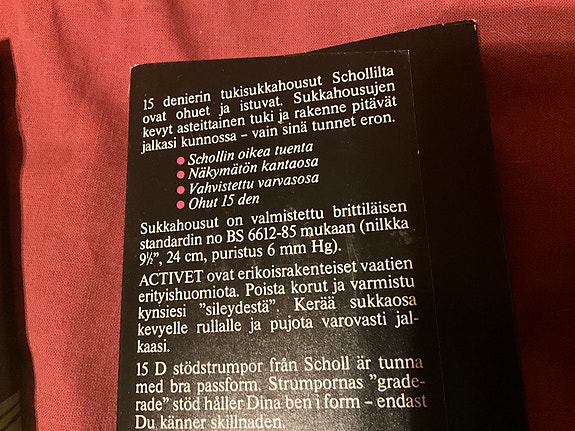 15 denierin tukisukkahousut Schollilta
ovat ohuet ja istuvat. Sukkahousujen
kevyt asteittainen tuki ja rakenne pitävät
jalkasi kunnossa – vain sinä tunnet eron.
● Schollin oikea tuenta
● Näkymätön kantaosa
● Vahvistettu varvasosa
● Ohut 15 den
Sukkahousut on valmistettu brittiläisen
standardin no BS 6612-85 mukaan (nilkka
9½”, 24 cm, puristus 6 mm Hg).
ACTIVET ovat erikoisrakenteiset vaatien
erityishuomiota. Poista korut ja varmistu
kynsiesi ”sileydestä”. Kerää sukkaosa
kevyelle rullalle ja pujota varovasti jal-
kaasi.
15 D stödstrumpor från Scholl är tunna
med bra passform. Strumpornas ”grade-
rade” stöd håller Dina ben i form – endast
Du känner skillnaden.